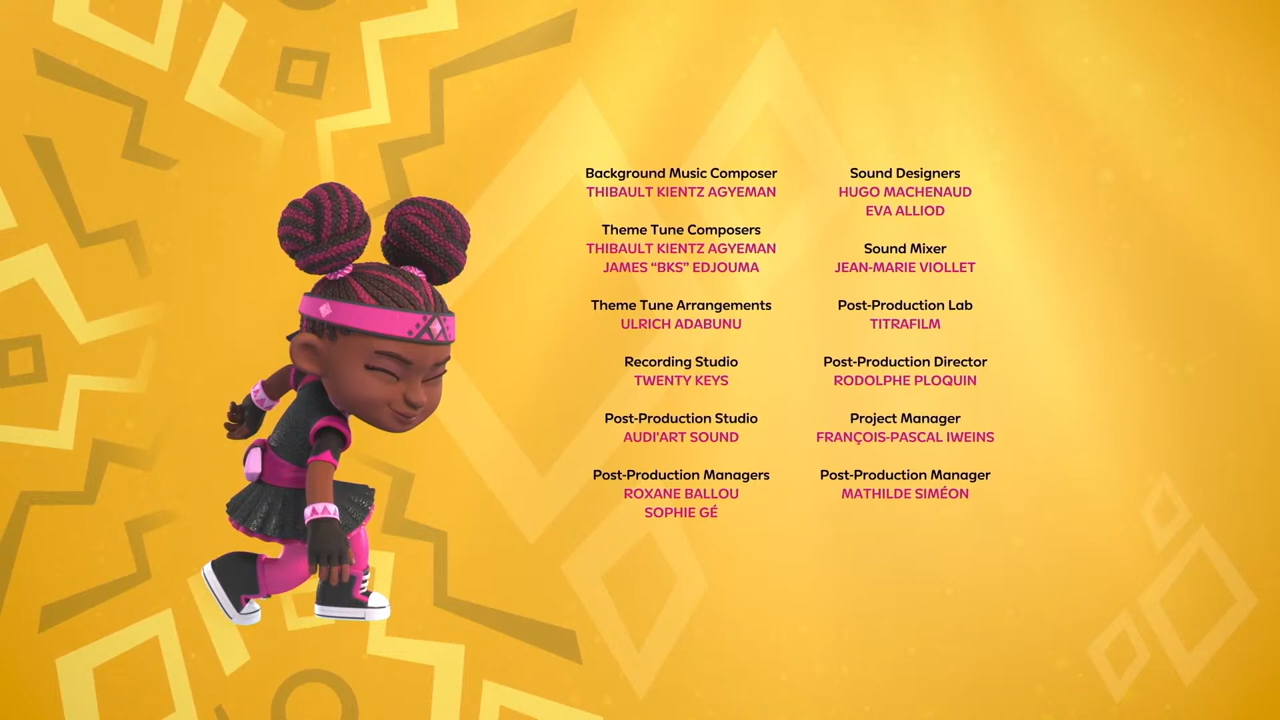 Background Music Composer
THIBAULT KIENTZ AGYEMAN
Theme Tune Composers
THIBAULT KIENTZ AGYEMAN
JAMES “BKS” EDJOUMA
Theme Tune Arrangements
ULRICH ADABUNU
Recording Studio
TWENTY KEYS
Post-Production Studio
AUDI'ART SOUND
Post-Production Managers
ROXANE BALLOU
SOPHIE GÉ
Sound Designers
HUGO MACHENAUD
EVA ALLIOD
Sound Mixer
JEAN-MARIE VIOLLET
Post-Production Lab
TITRAFILM
Post-Production Director
RODOLPHE PLOQUIN
Project Manager
FRANÇOIS-PASCAL IWEINS
Post-Production Manager
MATHILDE SIMÉON